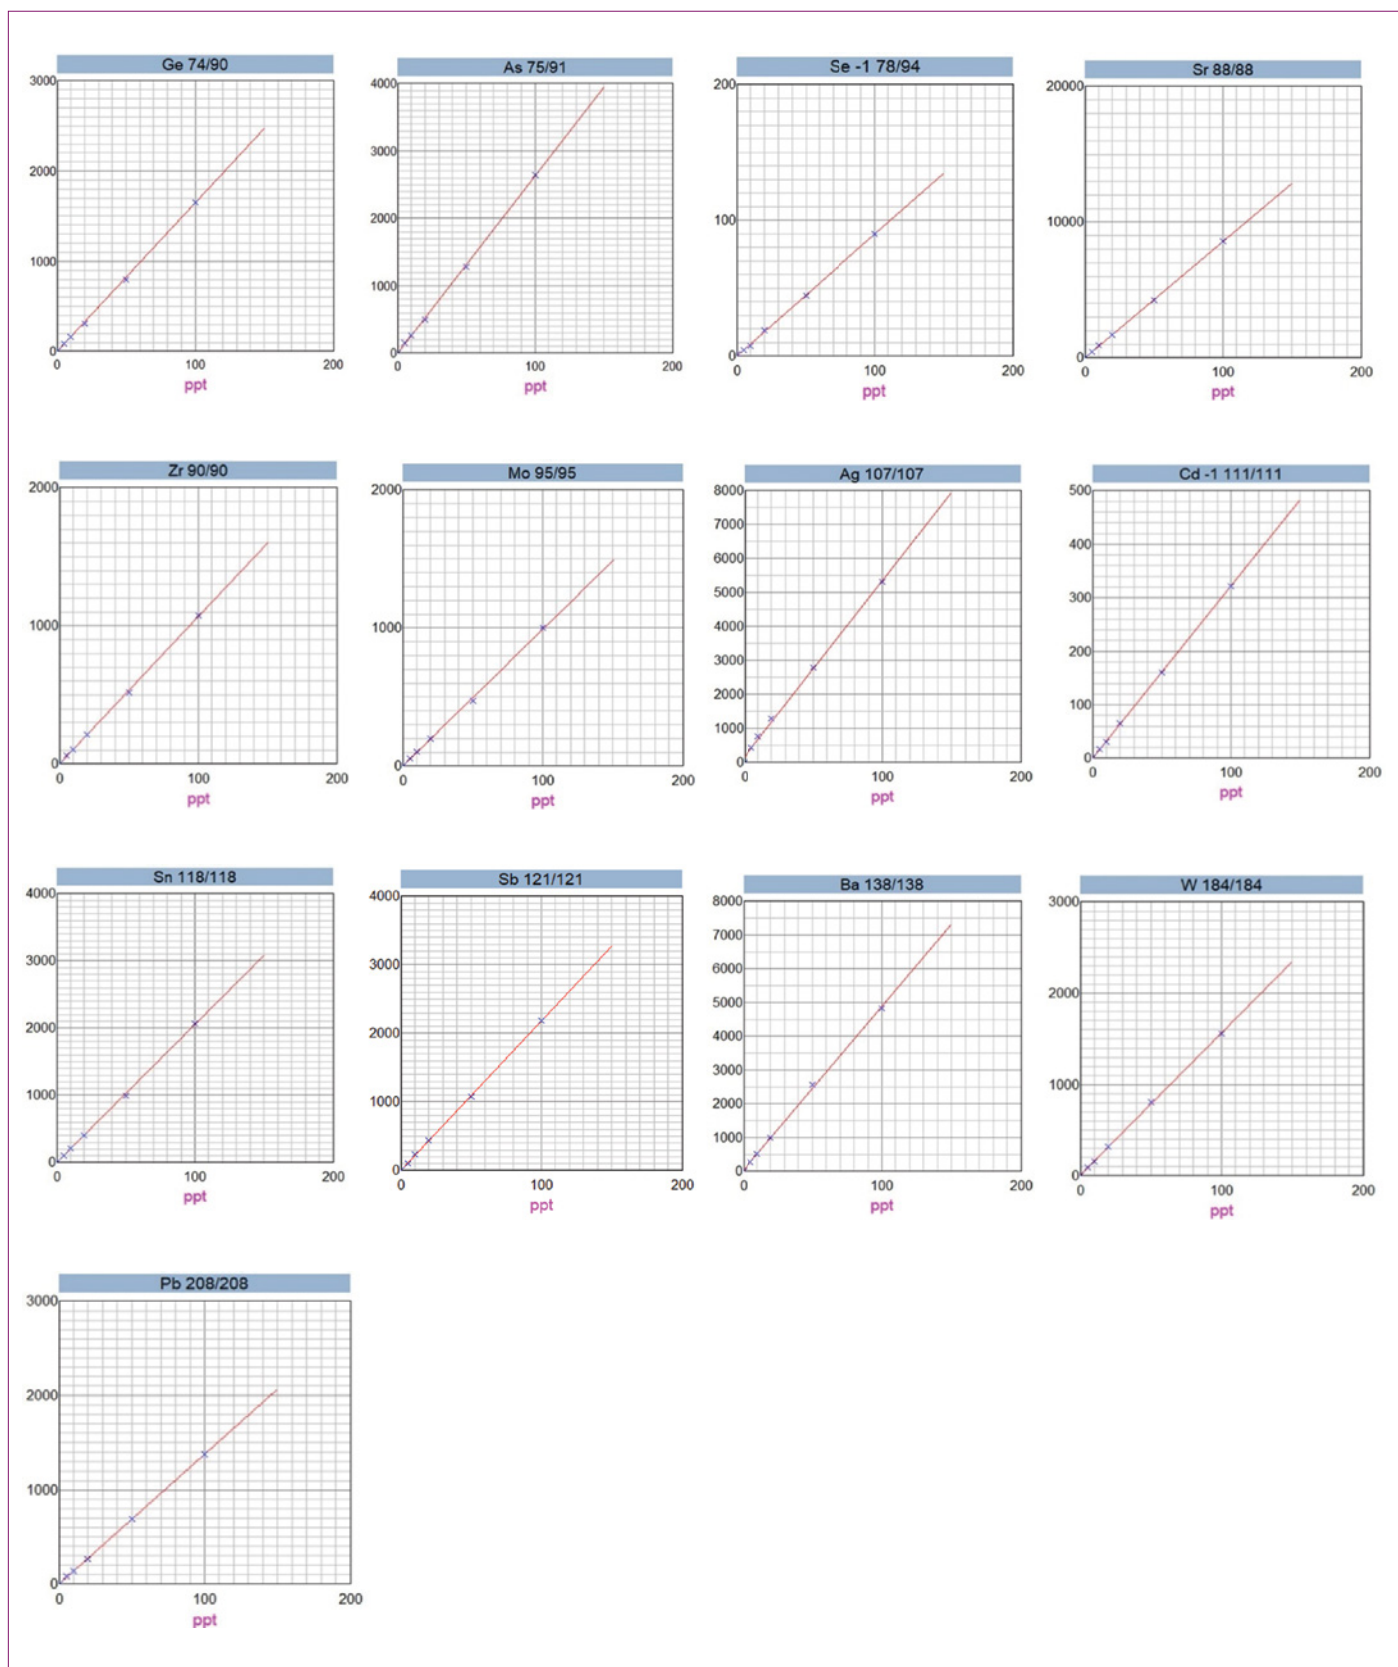 Ge 74/90
3000
2000
1000
0
0 100 200
ppt
As 75/91
4000
3000
2000
1000
0
0 100 200
ppt
Se -1 78/94
200
100
0
0 100 200
ppt
Sr 88/88
20000
10000
0
0 100 200
ppt
Zr 90/90
2000
1000
0
0 100 200
ppt
Mo 95/95
2000
1000
0
0 100 200
ppt
Ag 107/107
8000
7000
6000
5000
4000
3000
2000
1000
0
0 100 200
ppt
Cd -1 111/111
500
400
300
200
100
0
0 100 200
ppt
Sn 118/118
4000
3000
2000
1000
0
0 100 200
ppt
Sb 121/121
4000
3000
2000
1000
0
0 100 200
ppt
Ba 138/138
8000
7000
6000
5000
4000
3000
2000
1000
0
0 100 200
ppt
W 184/184
3000
2000
1000
0
0 100 200
ppt
Pb 208/208
3000
2000
1000
0
0 100 200
ppt